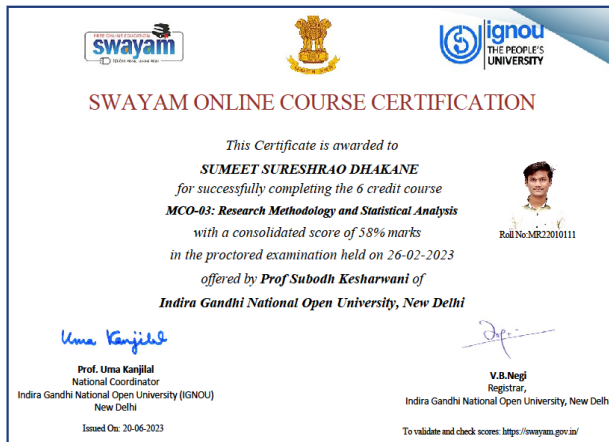 FREE ONLINE EDUCATION
swayam
ignou
THE PEOPLE'S
UNIVERSITY
SWAYAM ONLINE COURSE CERTIFICATION
This Certificate is awarded to
SUMEET SURESHRAO DHAKANE
for successfully completing the 6 credit course
MCO-03: Research Methodology and Statistical Analysis
with a consolidated score of 58% marks
Roll No:MR22010111
in the proctored examination held on 26-02-2023
offered by Prof Subodh Kesharwani of
Indira Gandhi National Open University, New Delhi
Uma Kanjilal
Prof. Uma Kanjilal
National Coordinator
Indira Gandhi National Open University (IGNOU)
New Delhi
Issued On: 20-06-2023
V.B.Negi
Registrar,
Indira Gandhi National Open University, New Delh
To validate and check scores: https://swayam.gov.in/